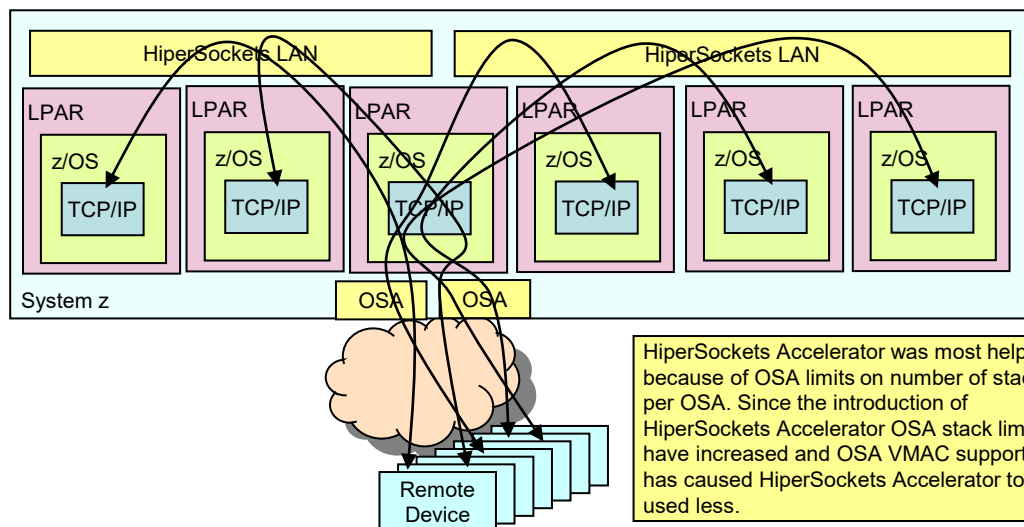 HiperSockets LAN
HiperSockets LAN
LPAR
LPAR
LPAR
LPAR
LPAR
LPAR
z/OS
z/OS
z/OS
z/OS
z/OS
z/OS
TCP/IP
TCP/IP
TCP/IP
TCP/IP
TCP/IP
TCP/IP
System z
OSA
OSA
HiperSockets Accelerator was most
because of OSA limits on number of
per OSA. Since the introduction of
HiperSockets Accelerator OSA stack
have increased and OSA VMAC support
has caused HiperSockets Accelerator to
used less.
Remote
Device